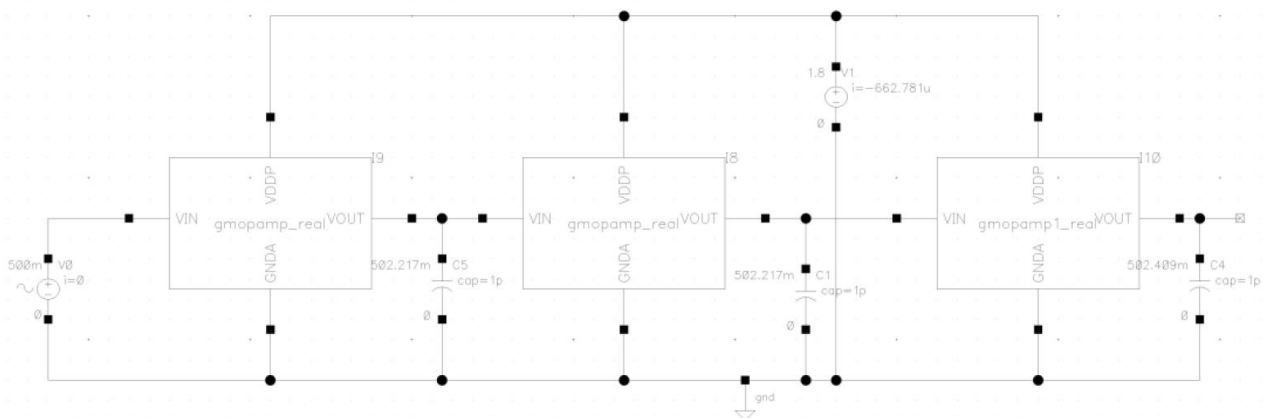 1.8 V1
i=-662.781u
0
I9
VDDP
VIN
VOUT
gmopamp_real
GNDA
I8
VDDP
VIN
VOUT
gmopamp_real
GNDA
I10
VDDP
VIN
VOUT
gmopamp1_real
GNDA
500m V0
i=0
0
502.217m C5
cap=1p
0
502.217m C1
cap=1p
0
502.409m C4
cap=1p
0
gnd